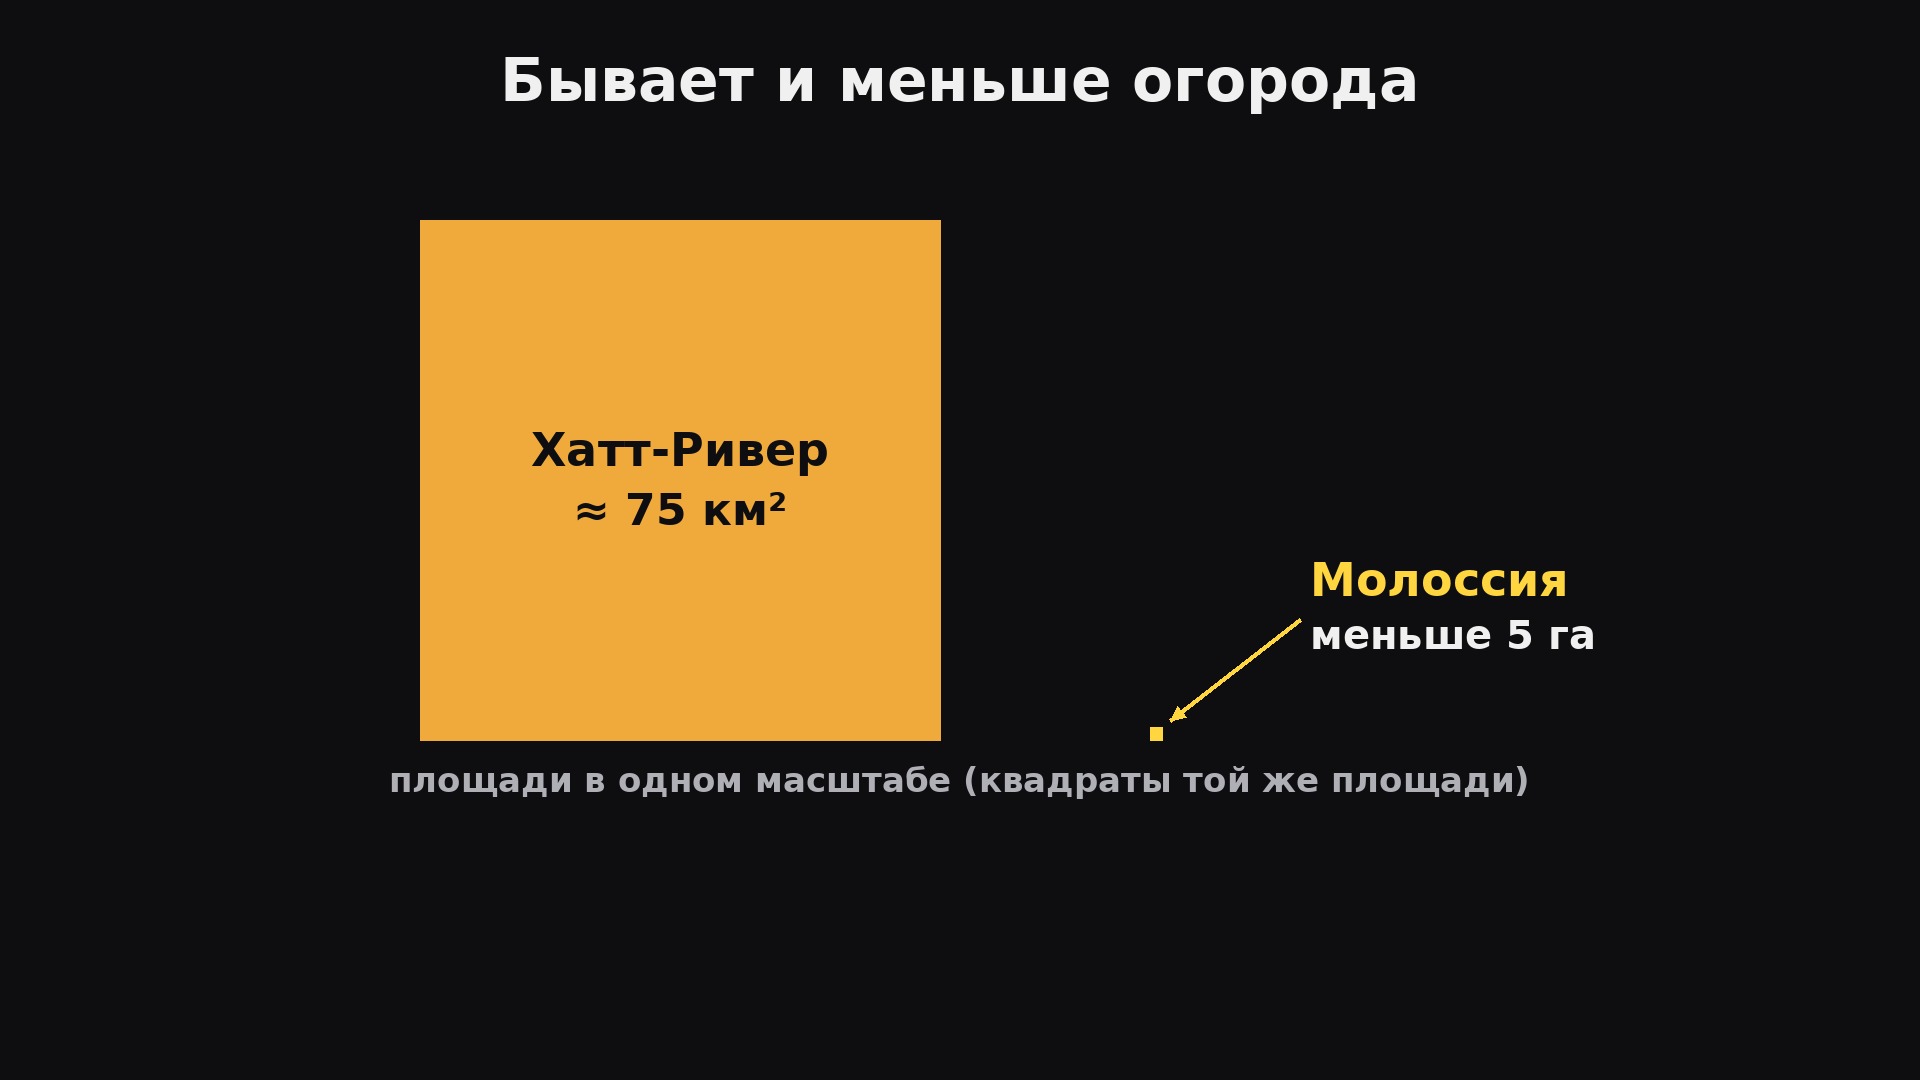 Бывает и меньше огорода
Хатт-Ривер
≈ 75 км²
Молоссия
меньше 5 га
площади в одном масштабе (квадраты той же площади)